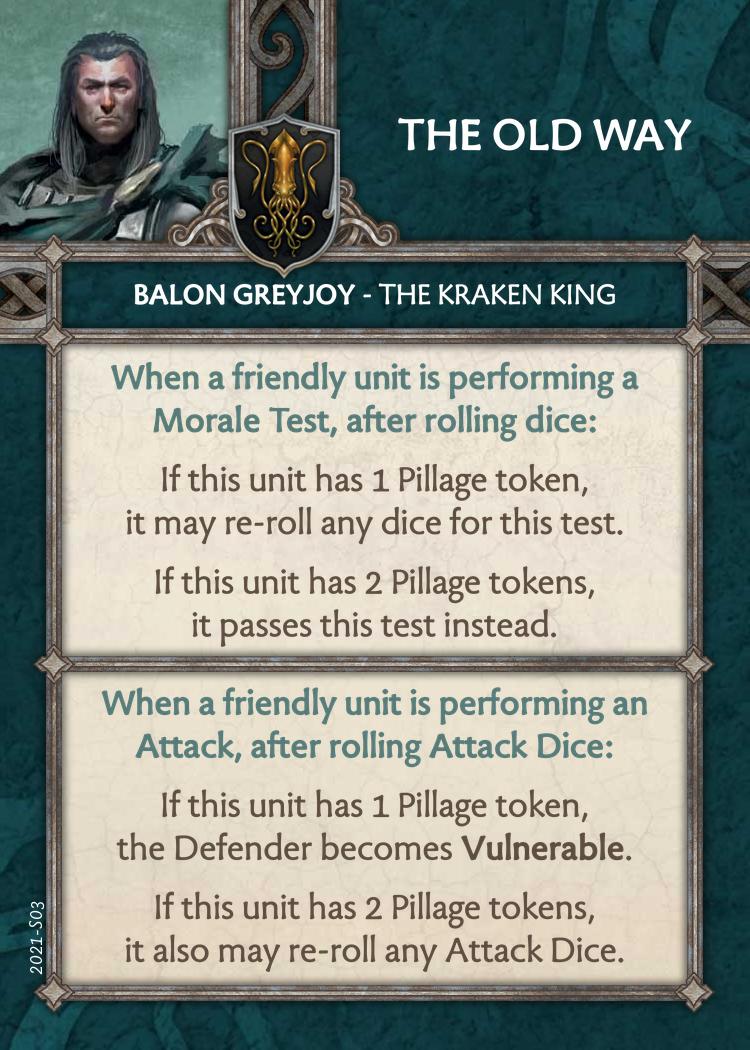 THE OLD WAY
BALON GREYJOY - THE KRAKEN KING
When a friendly unit is performing a
Morale Test, after rolling dice:
If this unit has 1 Pillage token,
it may re-roll any dice for this test.
If this unit has 2 Pillage tokens,
it passes this test instead.
When a friendly unit is performing an
Attack, after rolling Attack Dice:
If this unit has 1 Pillage token,
the Defender becomes Vulnerable.
If this unit has 2 Pillage tokens,
it also may re-roll any Attack Dice.
2021-S03